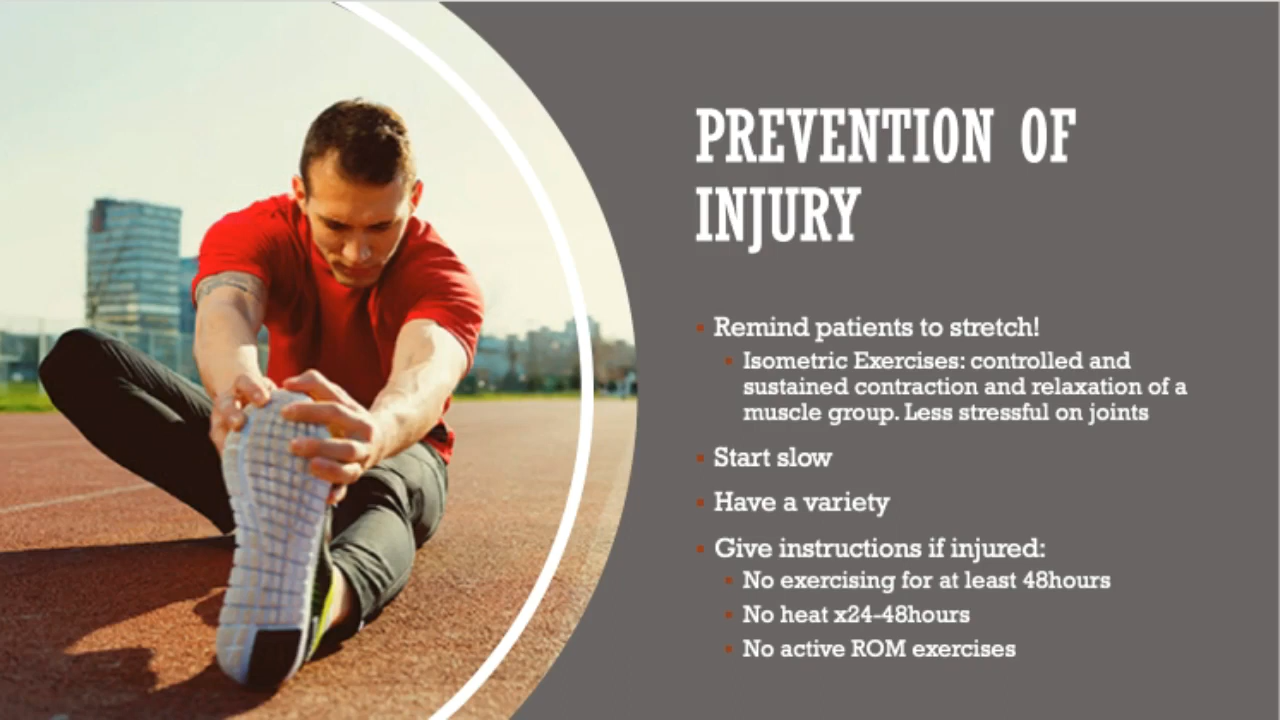 PREVENTION OF
INJURY
Remind patients to stretch!
Isometric Exercises: controlled and
sustained contraction and relaxation of a
muscle group. Less stressful on joints
Start slow
Have a variety
Give instructions if injured:
No exercising for at least 48hours
No heat x24-48hours
No active ROM exercises